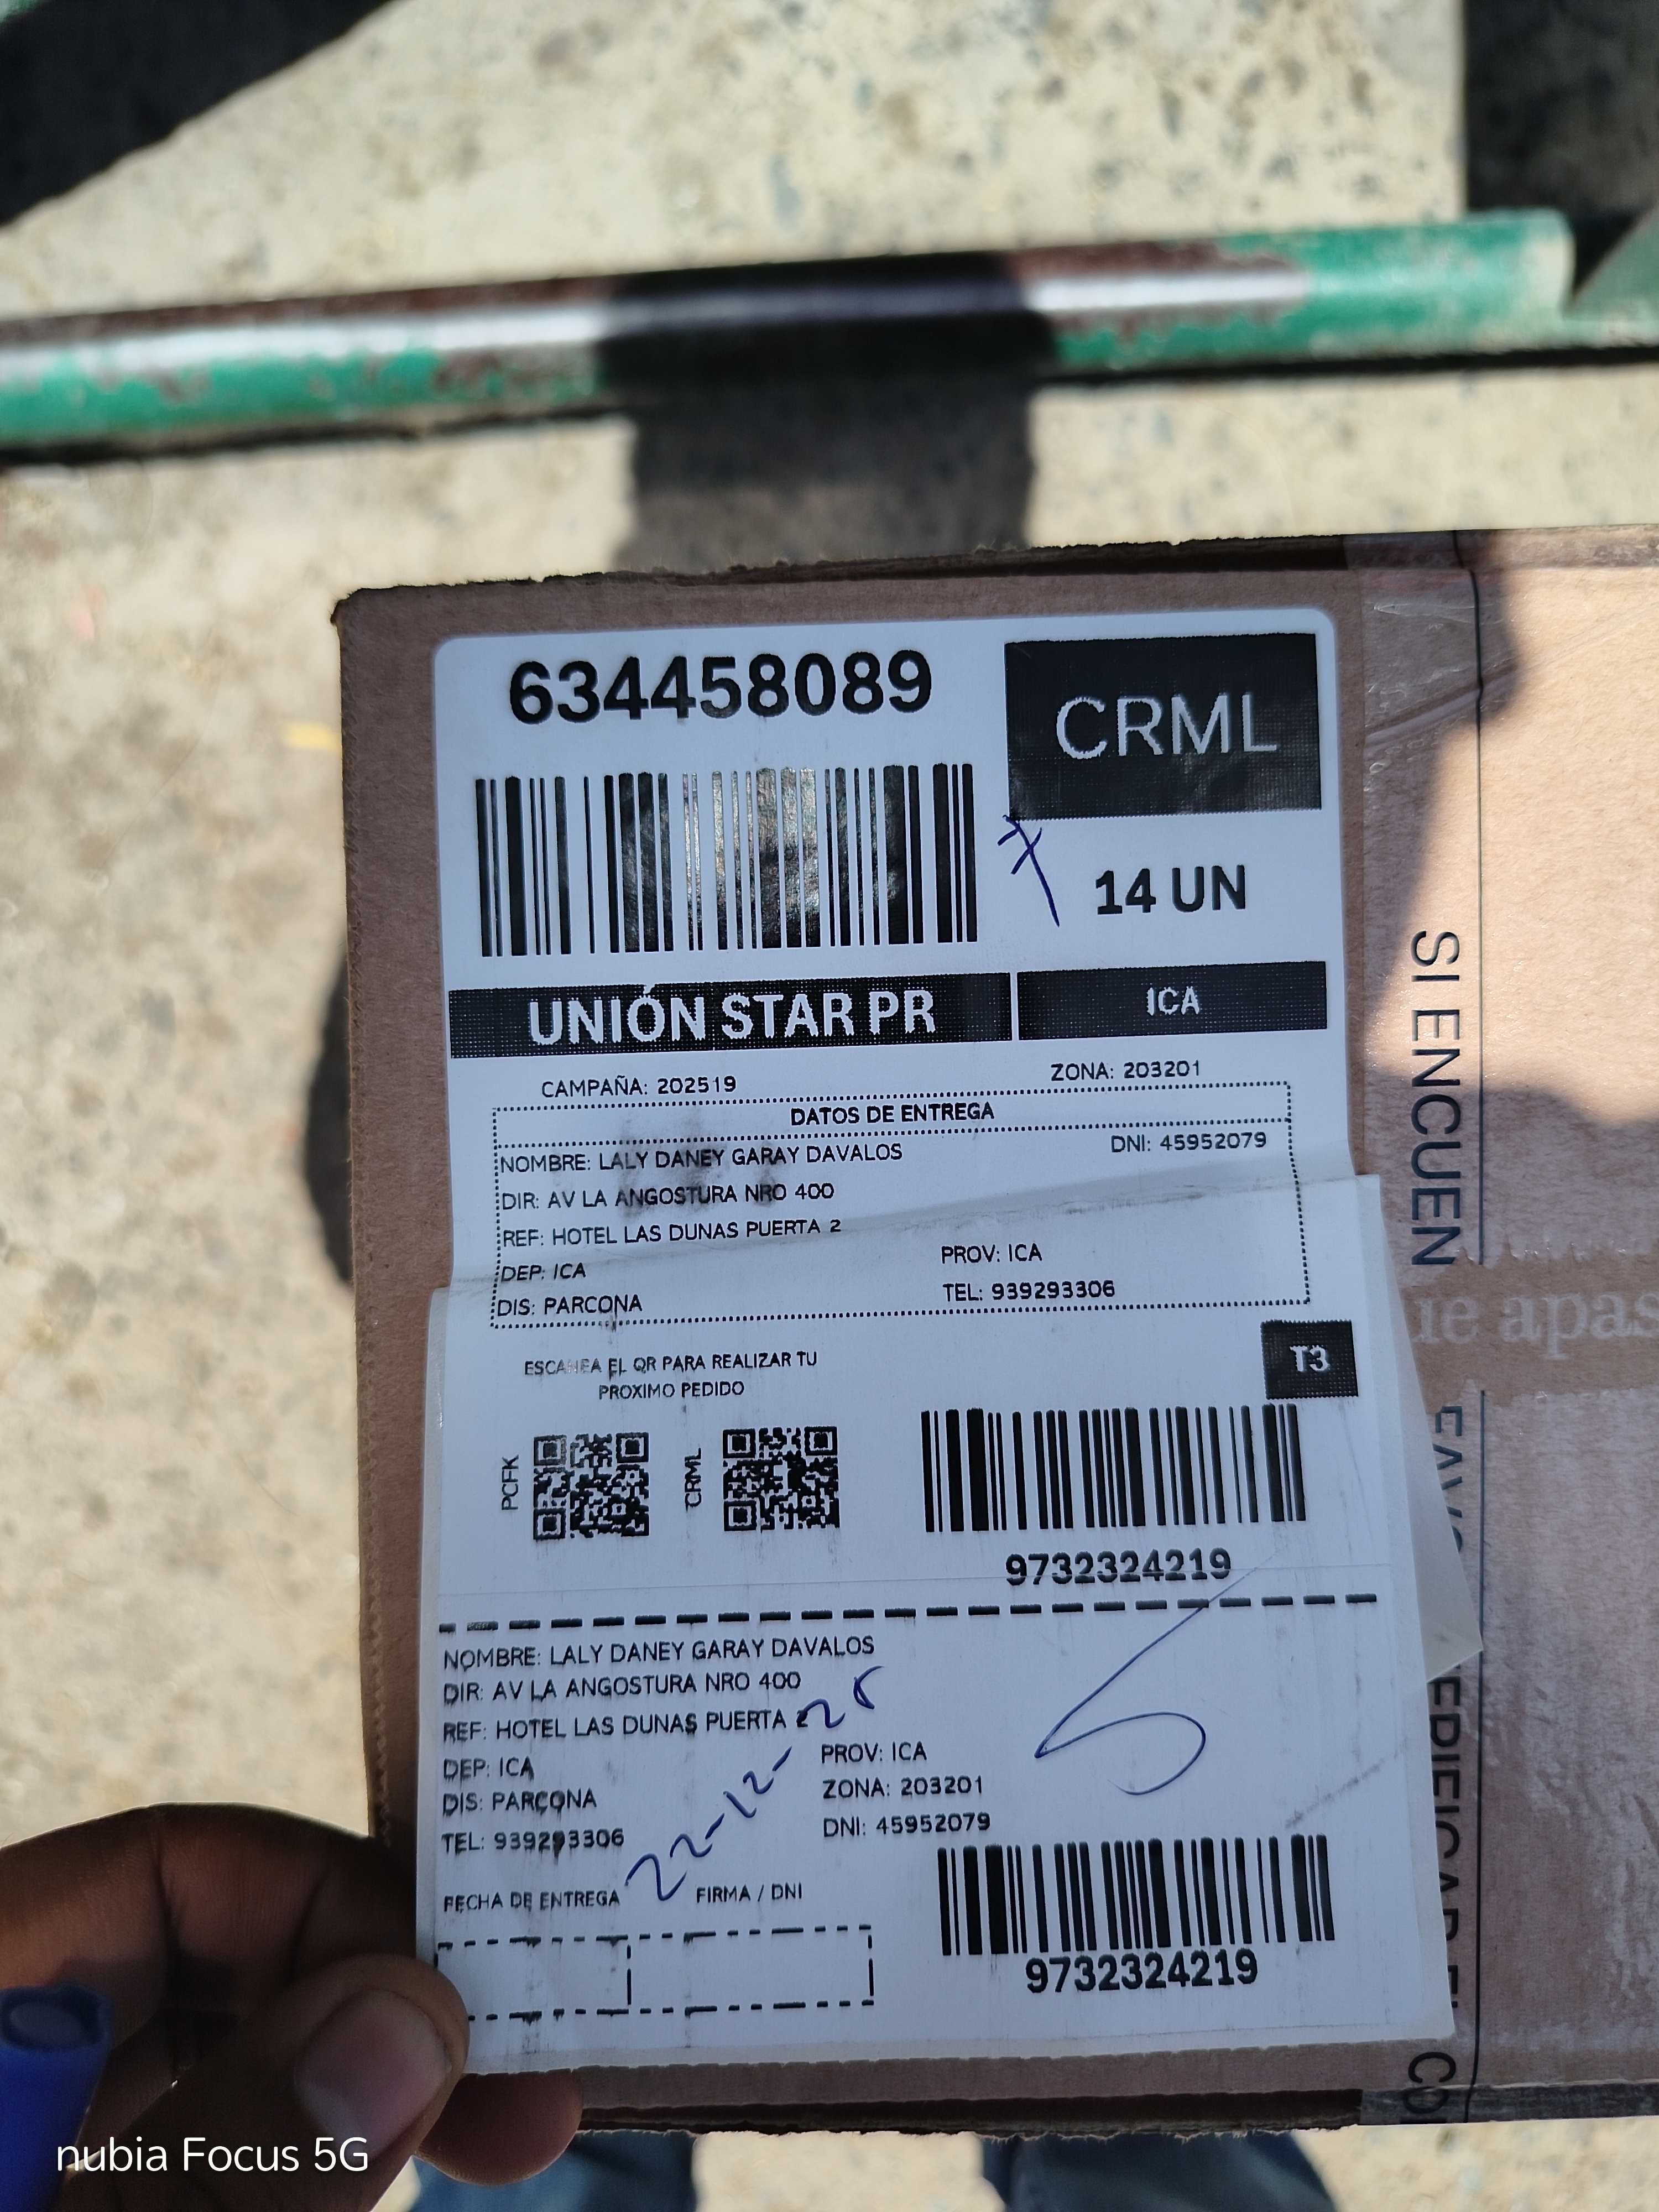 634458089
CRML
7
14 UN
UNIÓN STAR PR
ICA
CAMPAÑA: 202519
ZONA: 203201
DATOS DE ENTREGA
NOMBRE: LALY DANEY GARAY DAVALOS
DNI: 45952079
DIR: AV LA ANGOSTURA NRO 400
REF: HOTEL LAS DUNAS PUERTA 2
DEP: ICA
PROV: ICA
DIS: PARCONA
TEL: 939293306
ESCANEA EL QR PARA REALIZAR TU
PROXIMO PEDIDO
T3
PCFK
CRML
9732324219
NOMBRE: LALY DANEY GARAY DAVALOS
DIR: AV LA ANGOSTURA NRO 400
REF: HOTEL LAS DUNAS PUERTA 2
DEP: ICA
PROV: ICA
DIS: PARCONA
ZONA: 203201
TEL: 939293306
DNI: 45952079
22-12-25
5
FECHA DE ENTREGA
FIRMA / DNI
9732324219
SI ENCUEN
ue apas
nubia Focus 5G